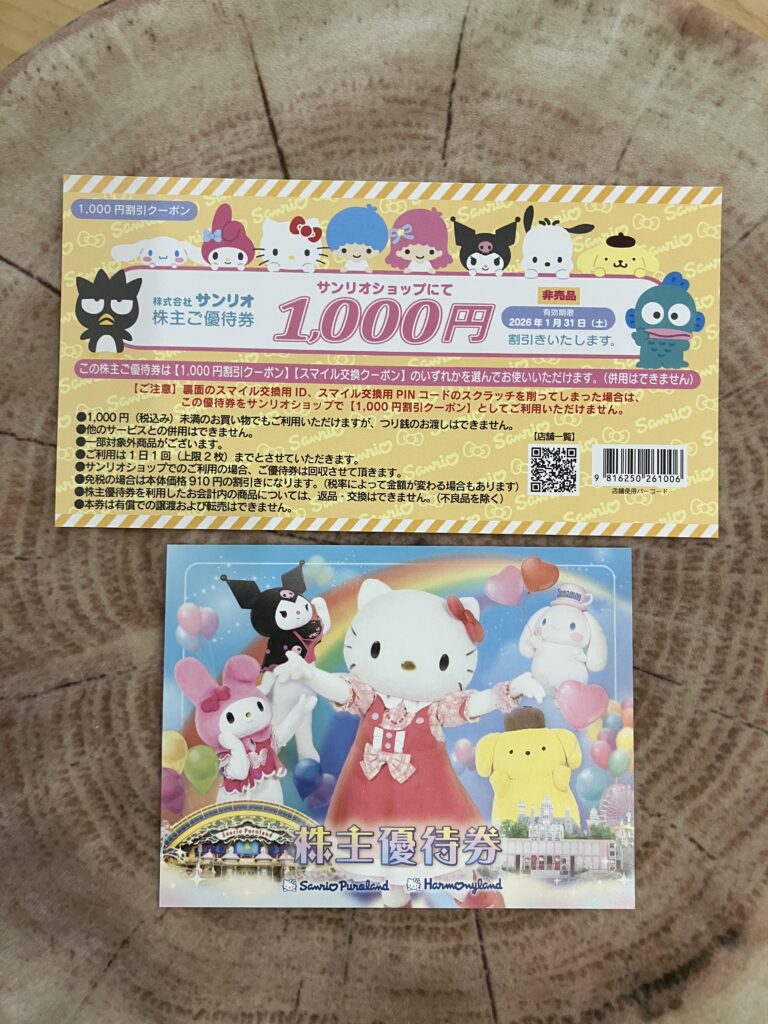 1,000円割引クーポン
サンリオショップにて
株式会社 サンリオ
株主ご優待券
1,000円
非売品
有効期限
2026年1月31日（土）
割引きいたします。
この株主ご優待券は【1,000円割引クーポン】【スマイル交換クーポン】のいずれかを選んでお使いいただけます。（併用はできません）
【ご注意】裏面のスマイル交換用ID、スマイル交換用PINコードのスクラッチを削ってしまった場合は、
この優待券をサンリオショップで【1,000円割引クーポン】としてご利用いただけません。
●1,000円（税込み）未満のお買い物でもご利用いただけますが、つり銭のお渡しはできません。
●他のサービスとの併用はできません。
●一部対象外商品がございます。
●ご利用は1日1回（上限2枚）までとさせていただきます。
●サンリオショップでのご利用の場合、ご優待券は回収させて頂きます。
●免税の場合は本体価格910円の割引きになります。（税率によって金額が変わる場合もあります）
●株主優待券を利用したお会計内の商品については、返品・交換はできません。（不良品を除く）
●本券は有償での譲渡および転売はできません。
【店舗一覧】
9 816250 261006
店舗使用バーコード
Cinnamon
Sanrio Puroland
株主優待券
Sanrio Puroland
Harmonyland